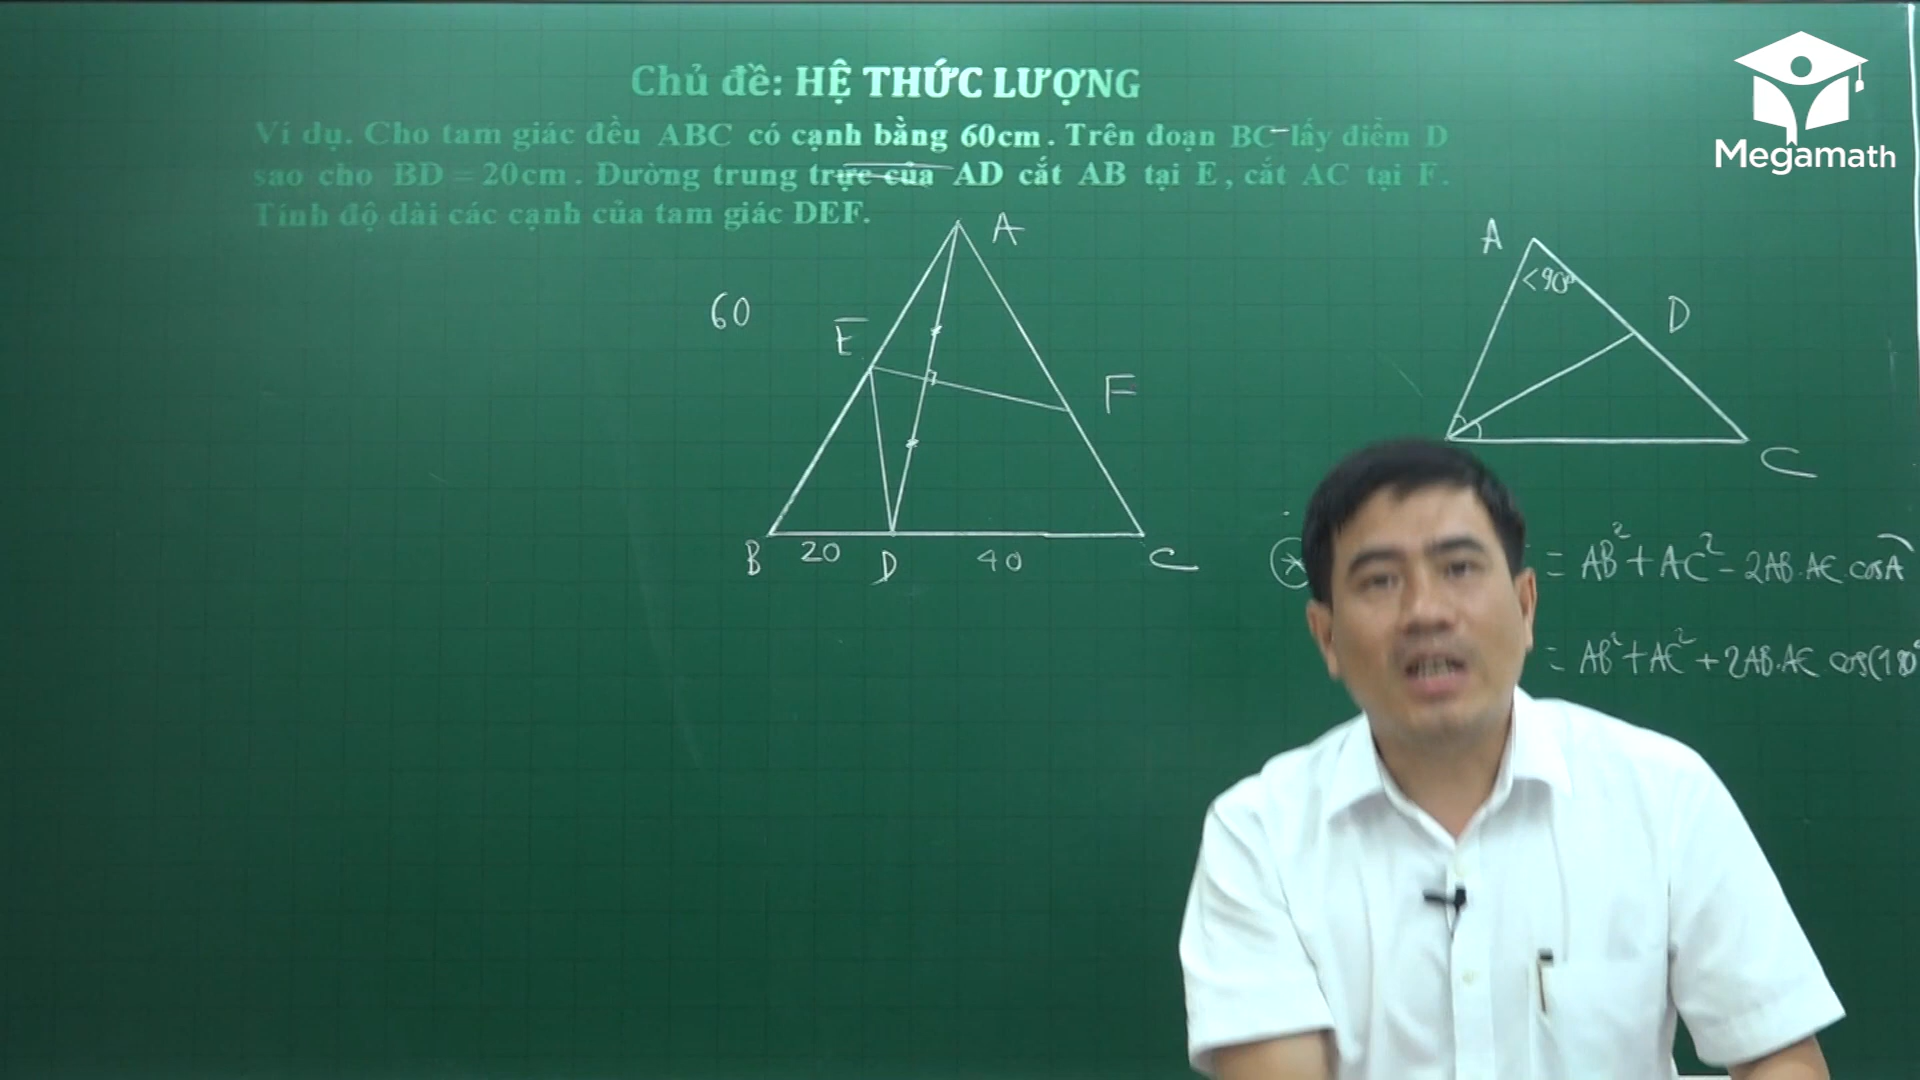 Megamath
Chủ đề: HỆ THỨC LƯỢNG
Ví dụ. Cho tam giác đều ABC có cạnh bằng 60cm. Trên đoạn BC lấy điểm D
sao cho BD = 20cm. Đường trung trực của AD cắt AB tại E, cắt AC tại F.
Tính độ dài các cạnh của tam giác DEF.
A
60
E
F
B 20 D 40 C
A
<90°
D
C
= AB² + AC² - 2AB.AC cosA
= AB² + AC² + 2AB.AC cos(180°